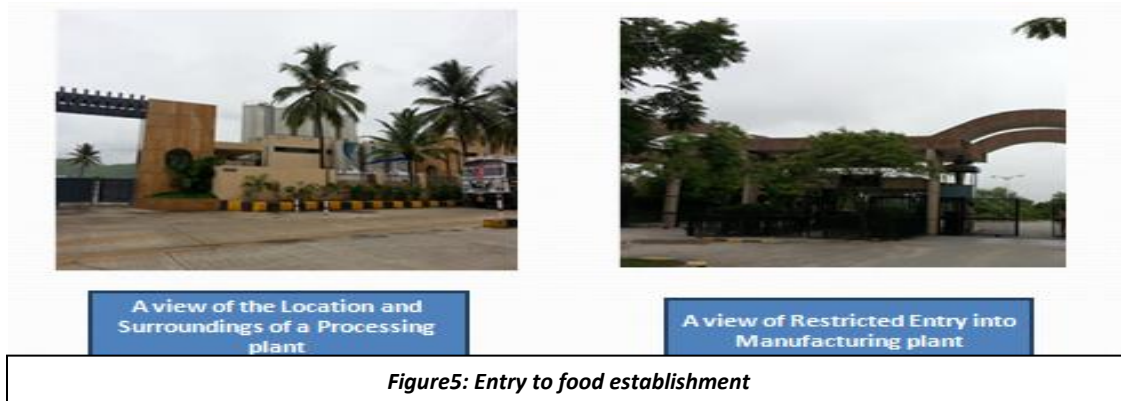 A view of the Location and
Surroundings of a Processing
plant
A view of Restricted Entry into
Manufacturing plant
Figure5: Entry to food establishment